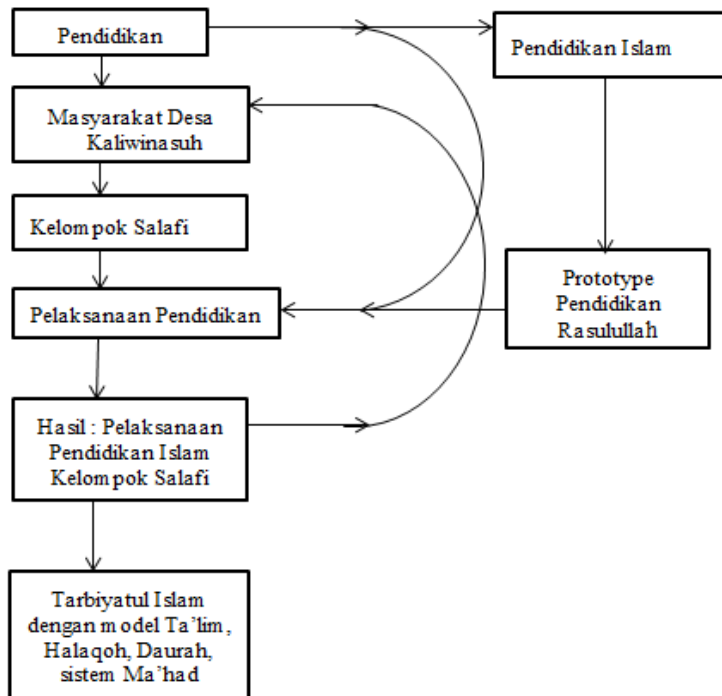 Pendidikan
Pendidikan Islam
Masyarakat Desa
Kaliwinasuh
Kelompok Salafi
Pelaksanaan Pendidikan
Prototype
Pendidikan
Rasulullah
Hasil : Pelaksanaan
Pendidikan Islam
Kelompok Salafi
Tarbiyatul Islam
dengan model Ta’lim,
Halaqoh, Daurah,
sistem Ma’had